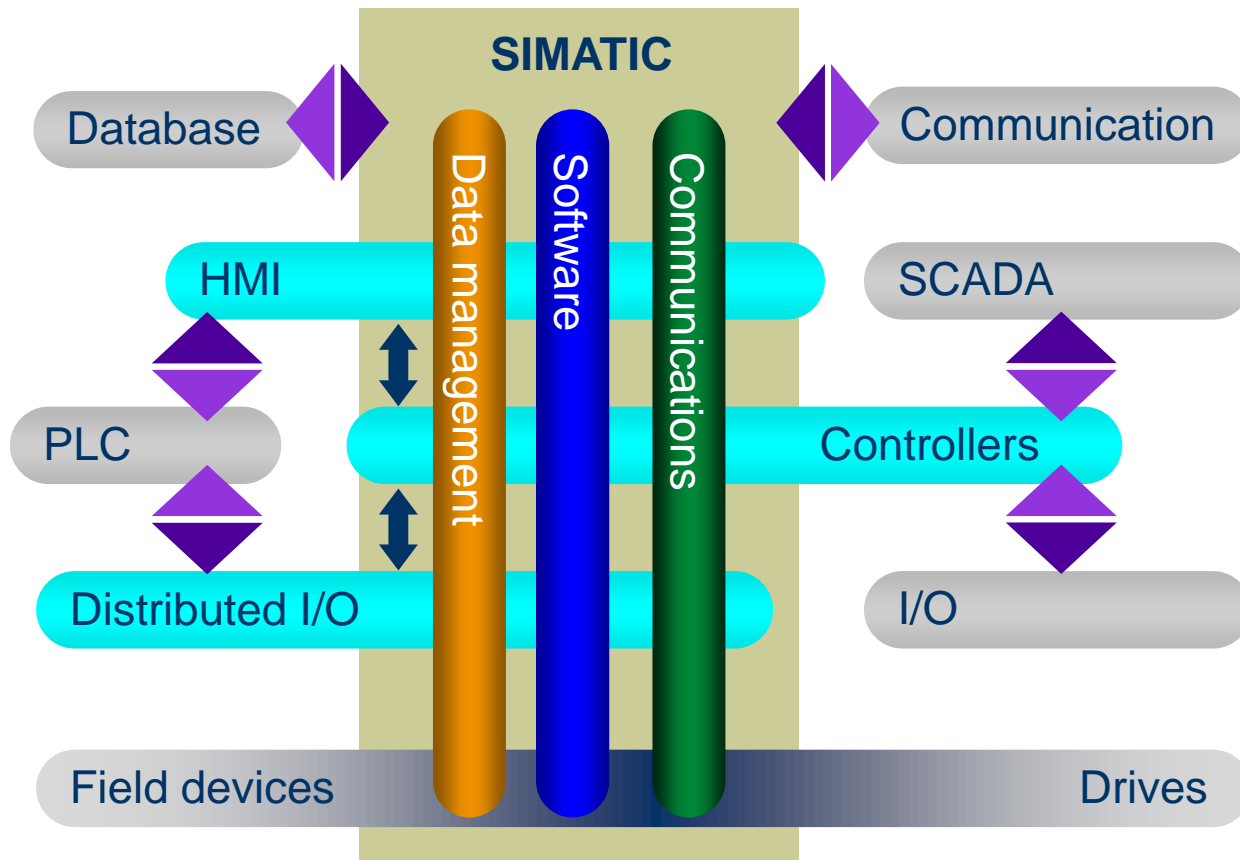 SIMATIC
Database
Communication
Data management
Software
Communications
HMI
SCADA
PLC
Controllers
Distributed I/O
I/O
Field devices
Drives